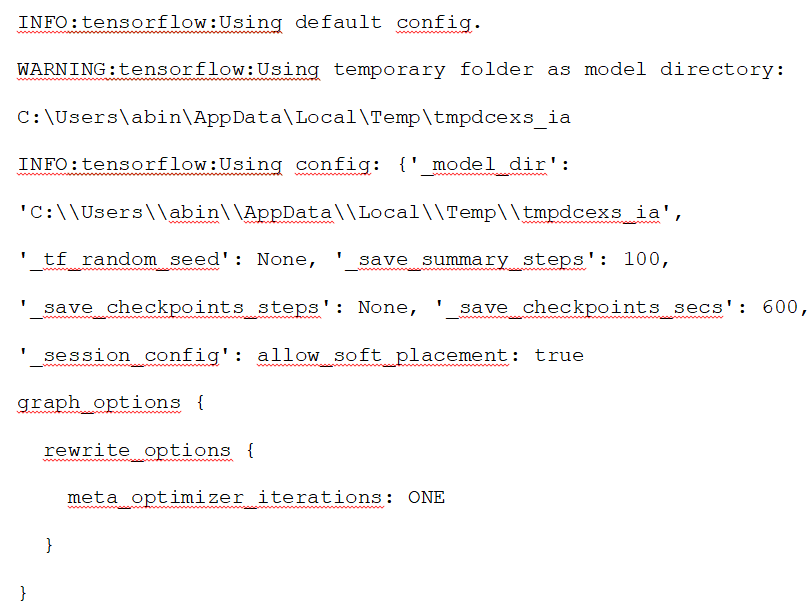 INFO:tensorflow:Using default config.
WARNING:tensorflow:Using temporary folder as model directory:
C:\Users\abin\AppData\Local\Temp\tmpdcexs_ia
INFO:tensorflow:Using config: {'_model_dir':
'C:\\Users\\abin\\AppData\\Local\\Temp\\tmpdcexs_ia',
'_tf_random_seed': None, '_save_summary_steps': 100,
'_save_checkpoints_steps': None, '_save_checkpoints_secs': 600,
'_session_config': allow_soft_placement: true
graph_options {
  rewrite_options {
    meta_optimizer_iterations: ONE
  }
}